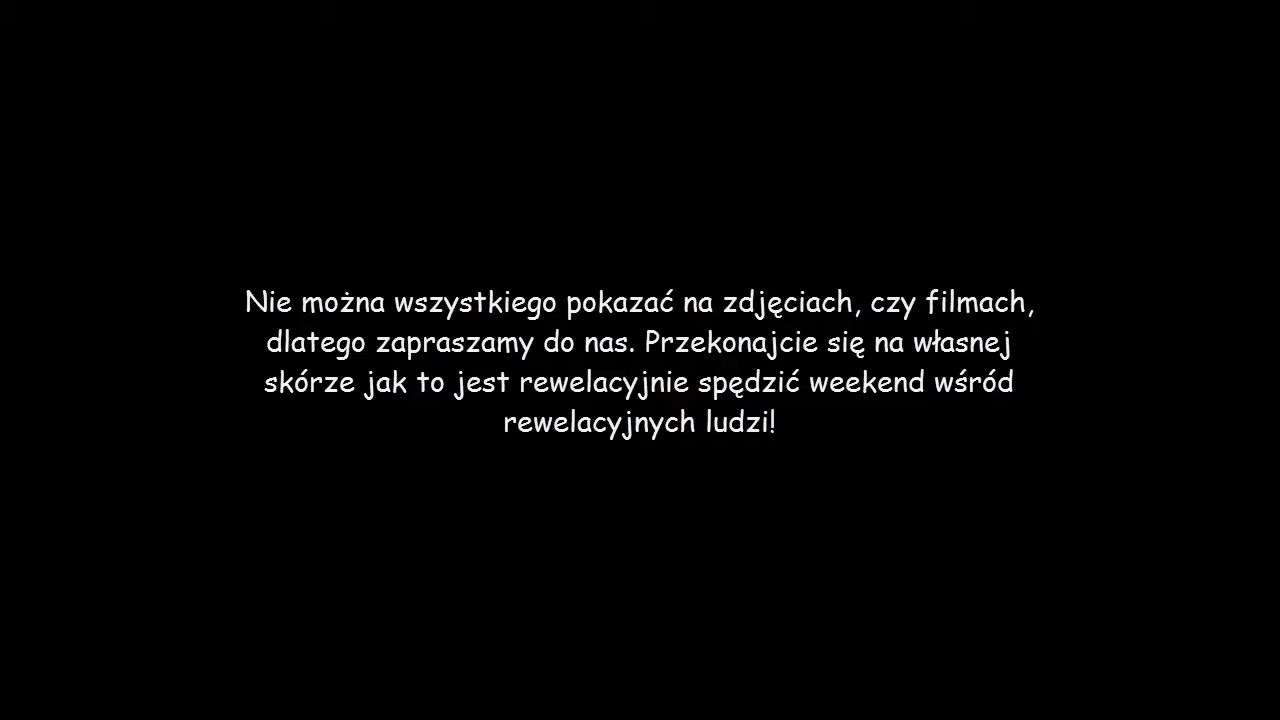 Nie można wszystkiego pokazać na zdjęciach, czy filmach,
dlatego zapraszamy do nas. Przekonajcie się na własnej
skórze jak to jest rewelacyjnie spędzić weekend wśród
rewelacyjnych ludzi!